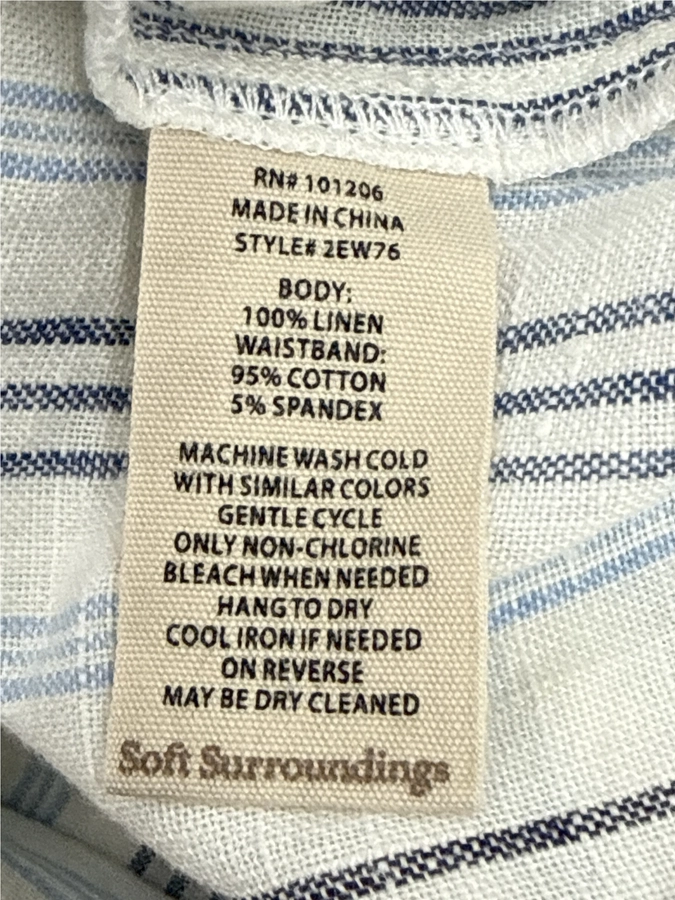 RN# 101206
MADE IN CHINA
STYLE# 2EW76
BODY:
100% LINEN
WAISTBAND:
95% COTTON
5% SPANDEX
MACHINE WASH COLD
WITH SIMILAR COLORS
GENTLE CYCLE
ONLY NON-CHLORINE
BLEACH WHEN NEEDED
HANG TO DRY
COOL IRON IF NEEDED
ON REVERSE
MAY BE DRY CLEANED
Soft Surroundings